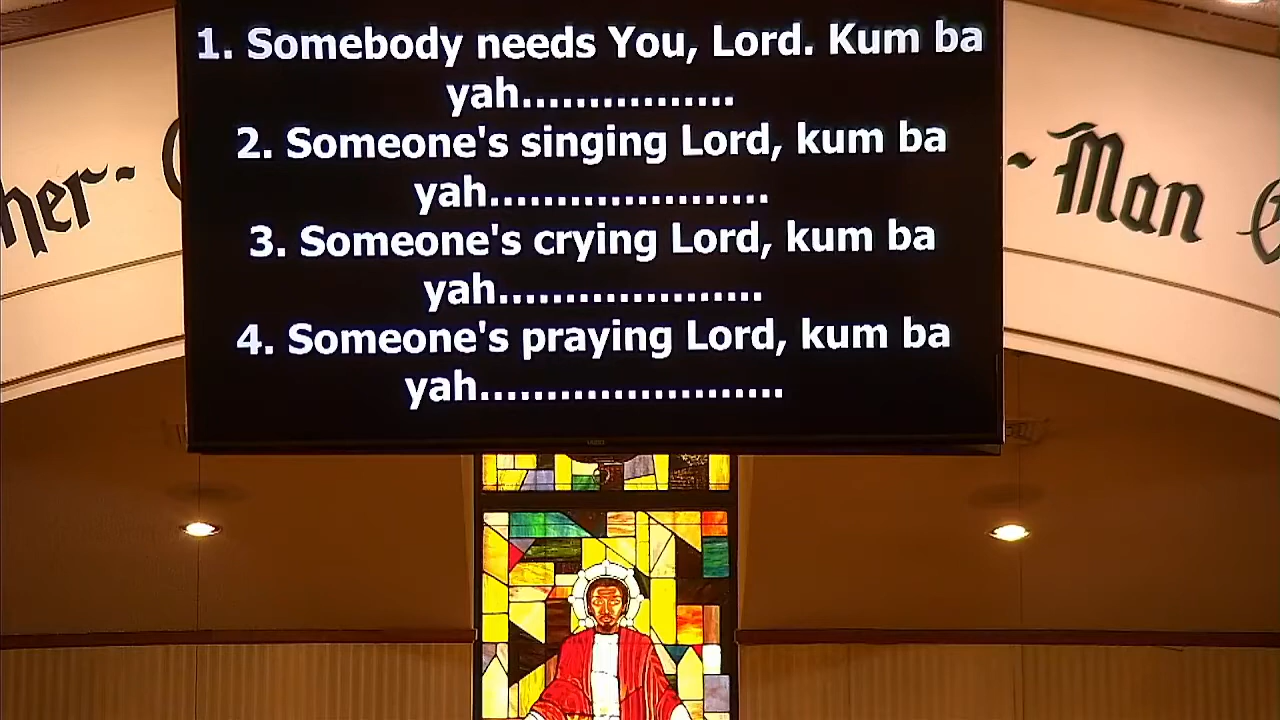 1. Somebody needs You, Lord. Kum ba
yah................
2. Someone's singing Lord, kum ba
yah.....................
3. Someone's crying Lord, kum ba
yah....................
4. Someone's praying Lord, kum ba
yah.......................
her-
- Man